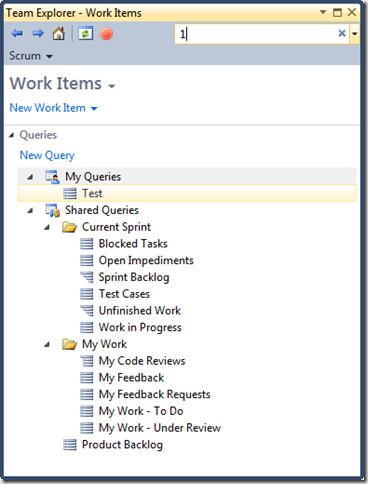 Team Explorer - Work Items
1
Scrum
Work Items
New Work Item
Queries
New Query
My Queries
Test
Shared Queries
Current Sprint
Blocked Tasks
Open Impediments
Sprint Backlog
Test Cases
Unfinished Work
Work in Progress
My Work
My Code Reviews
My Feedback
My Feedback Requests
My Work - To Do
My Work - Under Review
Product Backlog